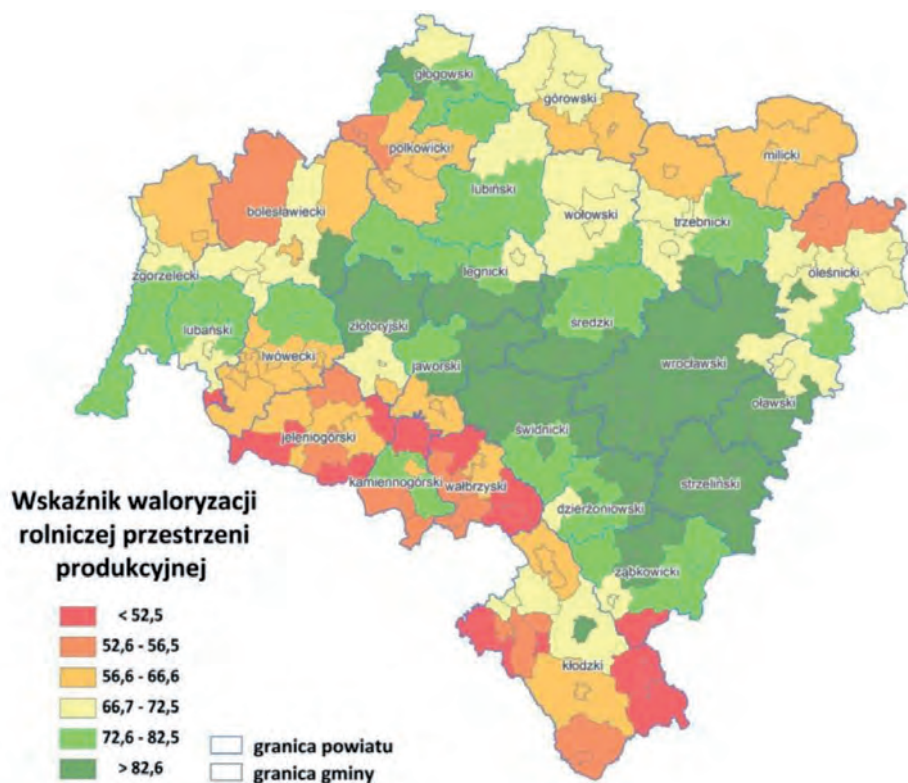 głogowski
górowski
polkowicki
milicki
lubiński
bolesławiecki
wołowski
trzebnicki
zgorzelecki
legnicki
oleśnicki
lubański
złotoryjski
średzki
lwówecki
jaworski
wrocławski
oławski
jeleniogórski
świdnicki
kamiennogórski
wałbrzyski
strzeliński
dzierżoniowski
ząbkowicki
kłodzki
Wskaźnik waloryzacji
rolniczej przestrzeni
produkcyjnej
< 52,5
52,6 - 56,5
56,6 - 66,6
66,7 - 72,5
72,6 - 82,5
> 82,6
granica powiatu
granica gminy